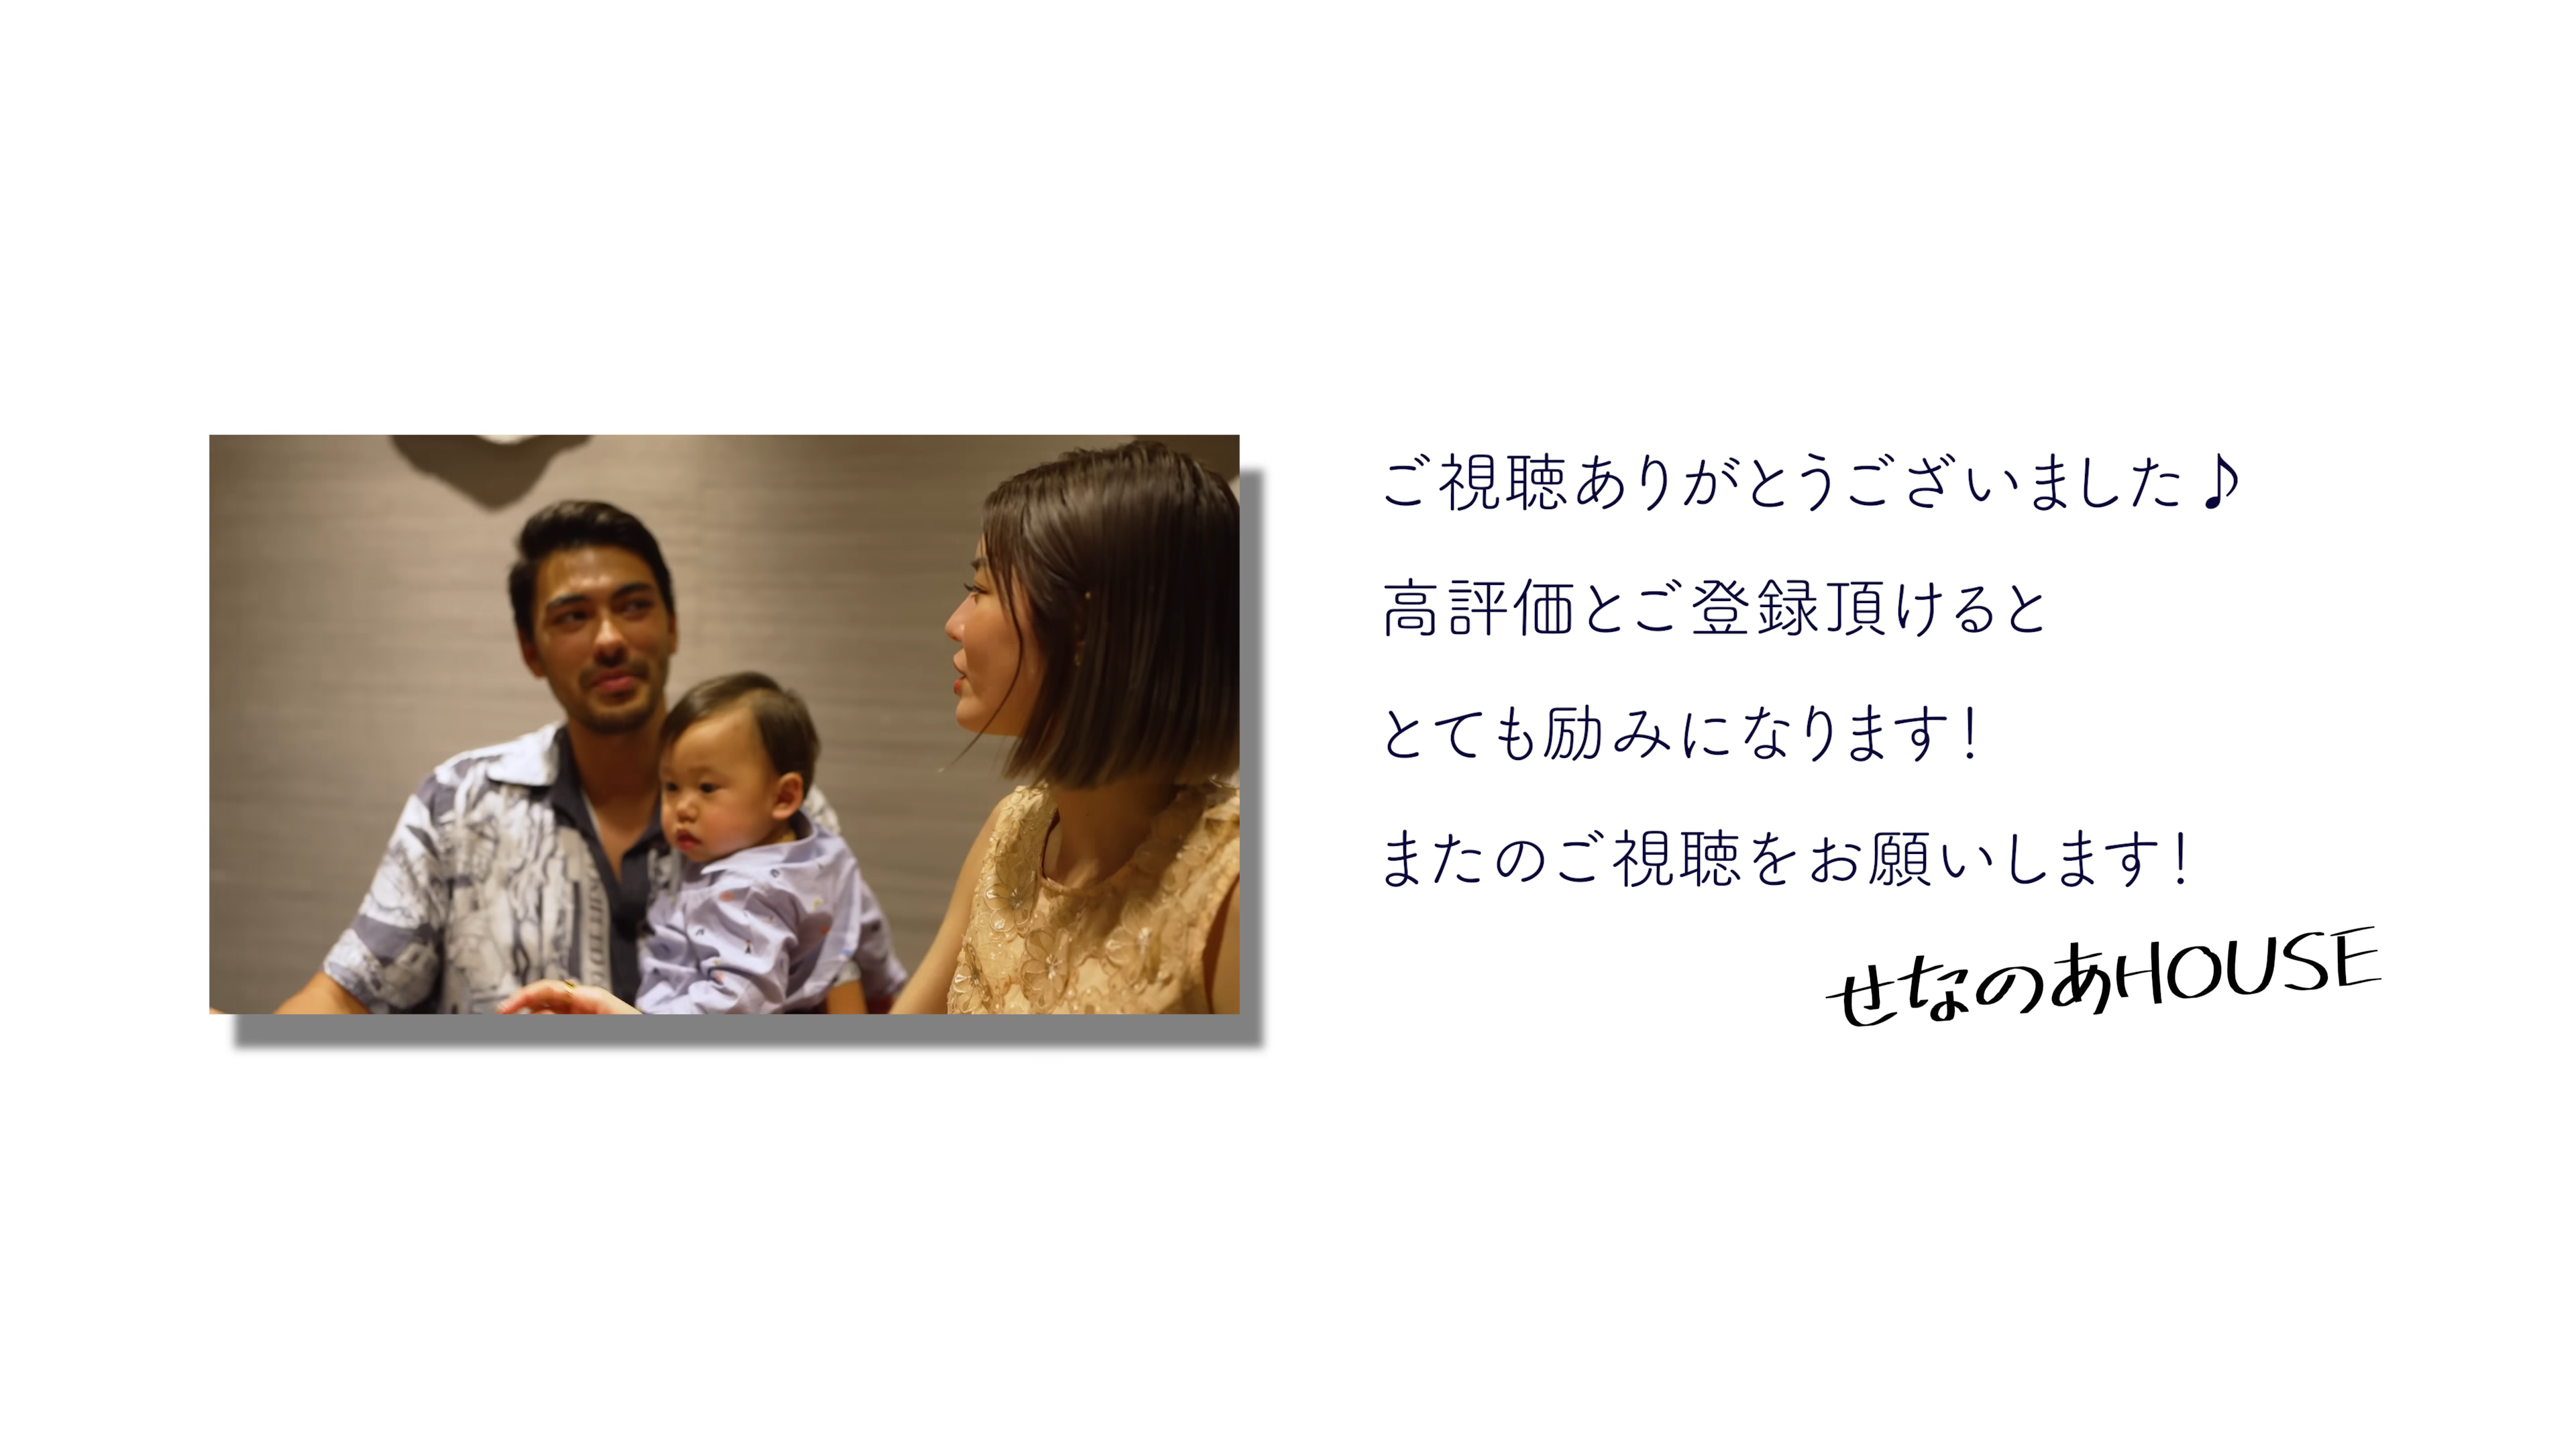 ご視聴ありがとうございました♪
高評価とご登録頂けると
とても励みになります！
またのご視聴をお願いします！
せなのあHOUSE